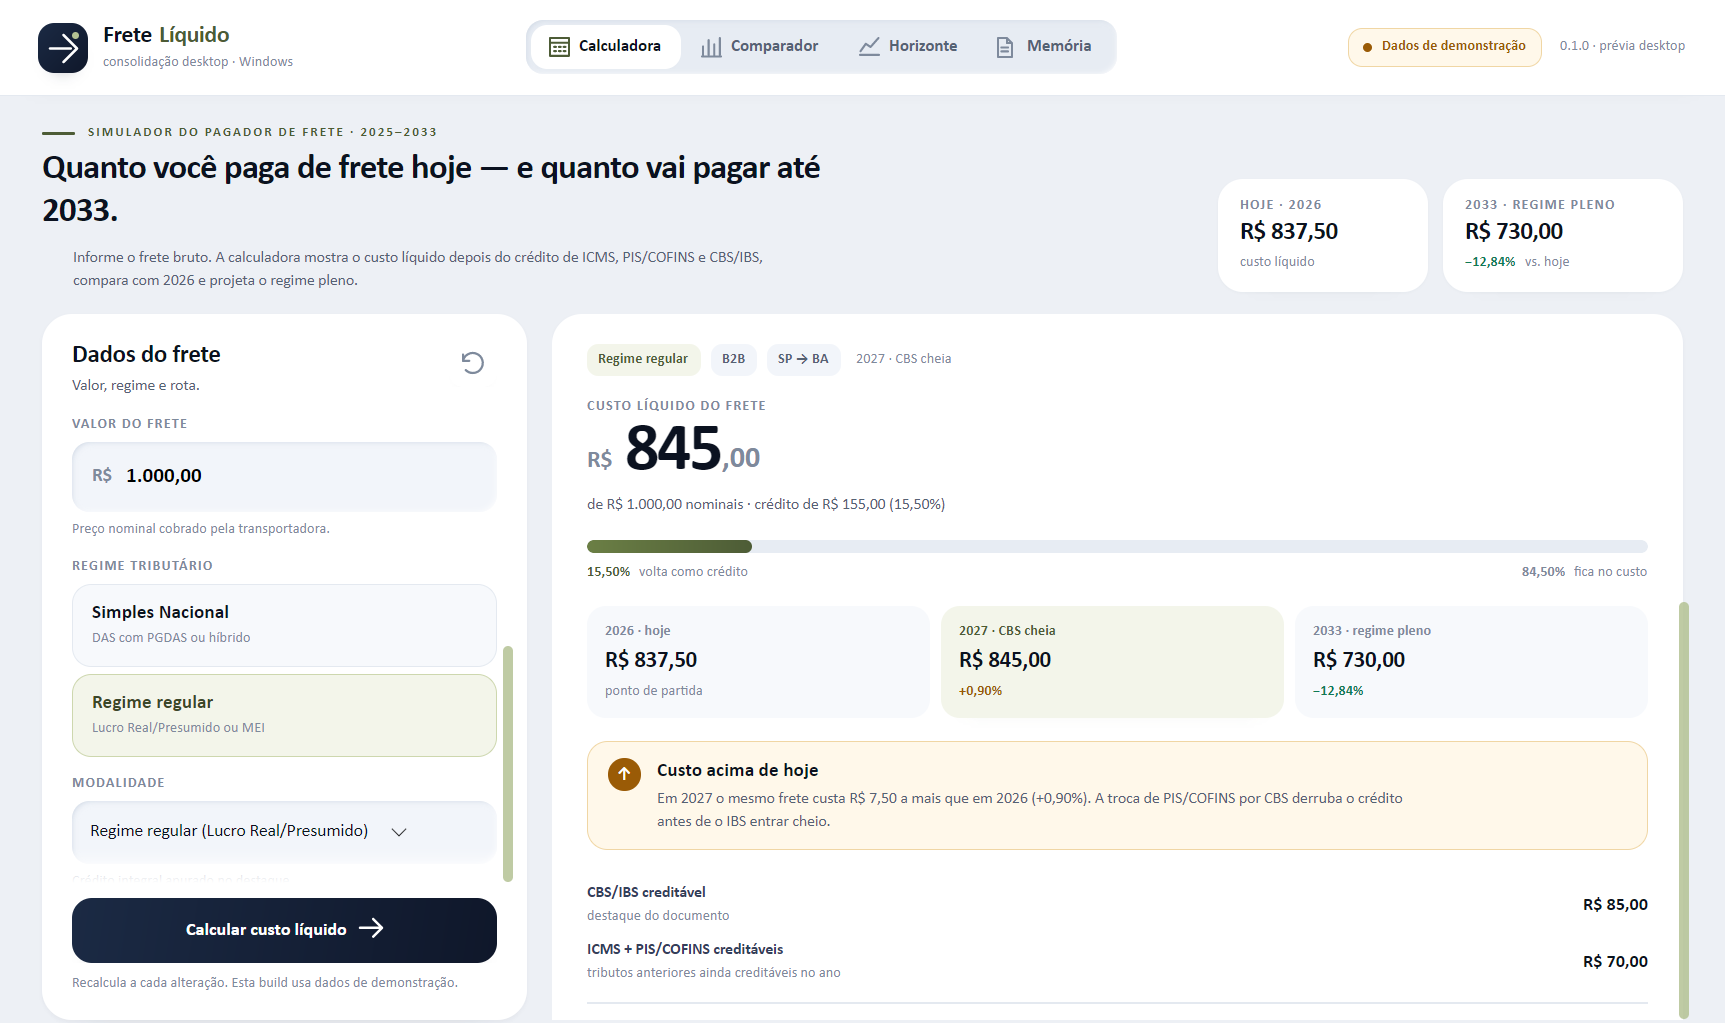 Frete Líquido
consolidação desktop · Windows
Calculadora
Comparador
Horizonte
Memória
Dados de demonstração
0.1.0 · prévia desktop
SIMULADOR DO PAGADOR DE FRETE · 2025–2033
Quanto você paga de frete hoje — e quanto vai pagar até
2033.
Informe o frete bruto. A calculadora mostra o custo líquido depois do crédito de ICMS, PIS/COFINS e CBS/IBS,
compara com 2026 e projeta o regime pleno.
HOJE · 2026
R$ 837,50
custo líquido
2033 · REGIME PLENO
R$ 730,00
−12,84% vs. hoje
Dados do frete
Valor, regime e rota.
VALOR DO FRETE
R$ 1.000,00
Preço nominal cobrado pela transportadora.
REGIME TRIBUTÁRIO
Simples Nacional
DAS com PGDAS ou híbrido
Regime regular
Lucro Real/Presumido ou MEI
MODALIDADE
Regime regular (Lucro Real/Presumido)
Calcular custo líquido
Recalcula a cada alteração. Esta build usa dados de demonstração.
Regime regular
B2B
SP → BA
2027 · CBS cheia
CUSTO LÍQUIDO DO FRETE
R$ 845,00
de R$ 1.000,00 nominais · crédito de R$ 155,00 (15,50%)
15,50% volta como crédito
84,50% fica no custo
2026 · hoje
R$ 837,50
ponto de partida
2027 · CBS cheia
R$ 845,00
+0,90%
2033 · regime pleno
R$ 730,00
−12,84%
Custo acima de hoje
Em 2027 o mesmo frete custa R$ 7,50 a mais que em 2026 (+0,90%). A troca de PIS/COFINS por CBS derruba o crédito
antes de o IBS entrar cheio.
CBS/IBS creditável
destaque do documento
R$ 85,00
ICMS + PIS/COFINS creditáveis
tributos anteriores ainda creditáveis no ano
R$ 70,00